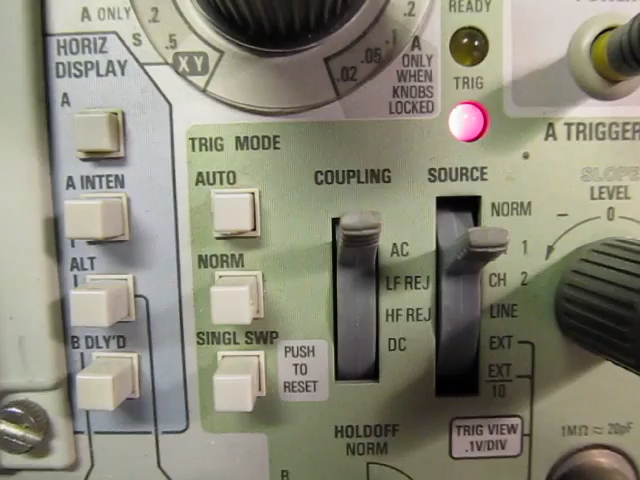 A ONLY
.2
.5
S
XY
.2
.1
.05
.02
A
ONLY
WHEN
KNOBS
LOCKED
READY
TRIG
HORIZ
DISPLAY
A
A INTEN
ALT
B DLY'D
TRIG MODE
AUTO
NORM
SINGL SWP
PUSH
TO
RESET
COUPLING
AC
LF REJ
HF REJ
DC
SOURCE
NORM
1
CH 2
LINE
EXT
EXT
10
A TRIGGER
SLOPE
LEVEL
– 0
HOLDOFF
NORM
B
TRIG VIEW
.1V/DIV
1MΩ ≈ 20pF